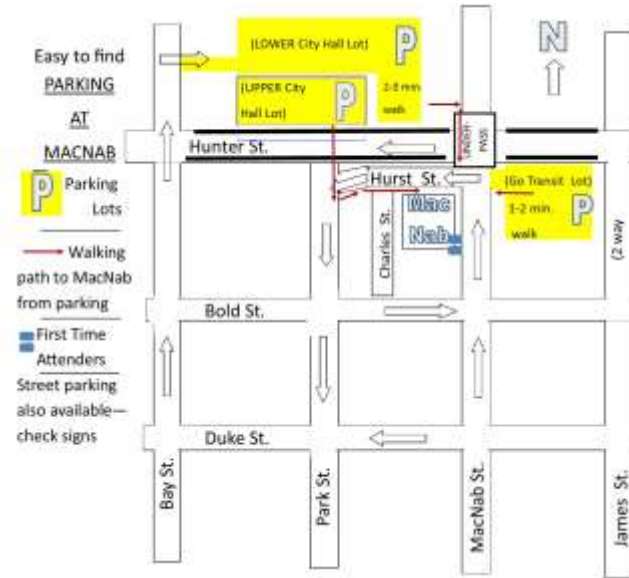 Easy to find
PARKING
AT
MACNAB
P Parking
Lots
Walking
path to MacNab
from parking
First Time
Attenders
Street parking
also available—
check signs
(LOWER City Hall Lot)
P
(UPPER City
Hall Lot)
P
2-3 min.
walk
N
UNDER-
PASS
Hunter St.
Hurst St.
(Go Transit Lot)
1-2 min.
walk
P
Mac
Nab
Charles St.
(2 way
Bold St.
Duke St.
Bay St.
Park St.
MacNab St.
James St.